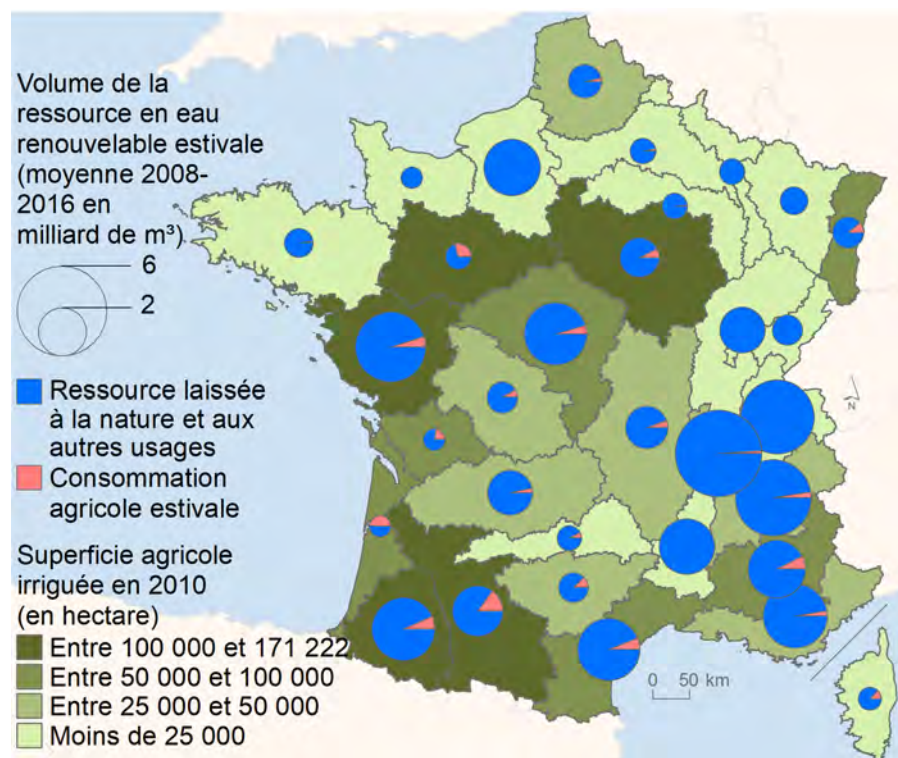 Volume de la
ressource en eau
renouvelable estivale
(moyenne 2008-
2016 en
milliard de m³)
6
2
Ressource laissée
à la nature et aux
autres usages
Consommation
agricole estivale
Superficie agricole
irriguée en 2010
(en hectare)
Entre 100 000 et 171 222
Entre 50 000 et 100 000
Entre 25 000 et 50 000
Moins de 25 000
0 50 km
N